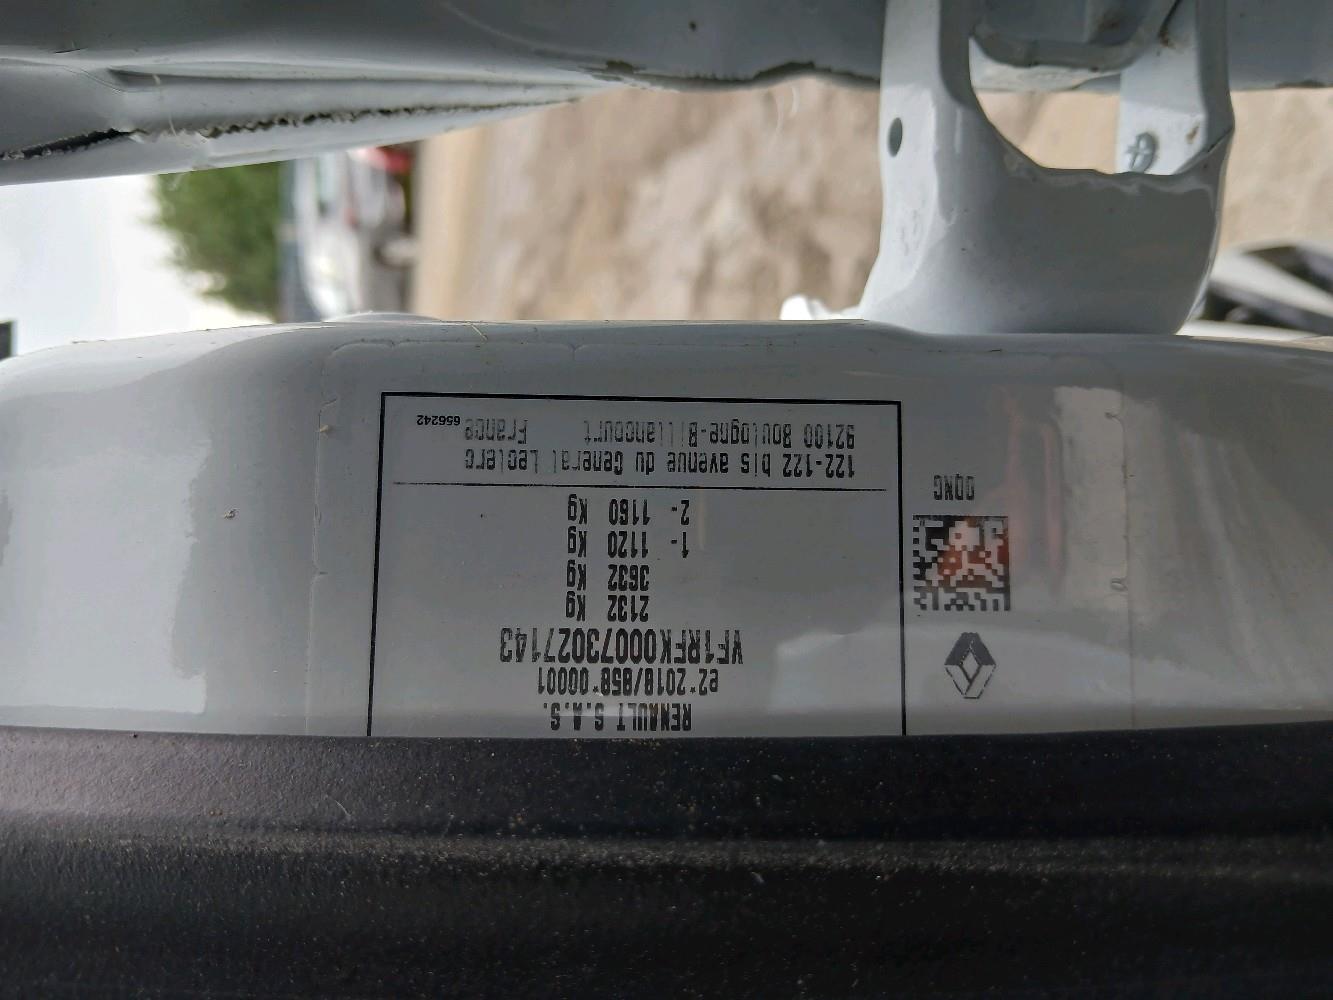 RENAULT S.A.S.
e2*2018/858*00001
VF1RFK00073027143
2132 Kg
3632 Kg
1- 1120 Kg
2- 1160 Kg
122-122 bis avenue du General Leclerc
92100 Boulogne-Billancourt France
656242
DQNG